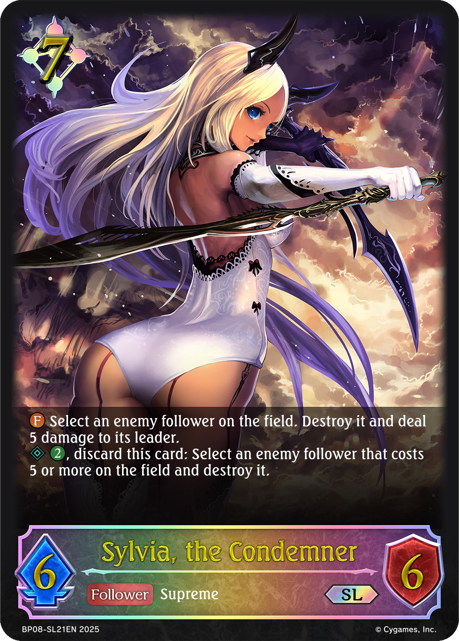 7
F Select an enemy follower on the field. Destroy it and deal
5 damage to its leader.
2, discard this card: Select an enemy follower that costs
5 or more on the field and destroy it.
Sylvia, the Condemner
6
Follower Supreme
SL
6
BP08-SL21EN 2025
© Cygames, Inc.